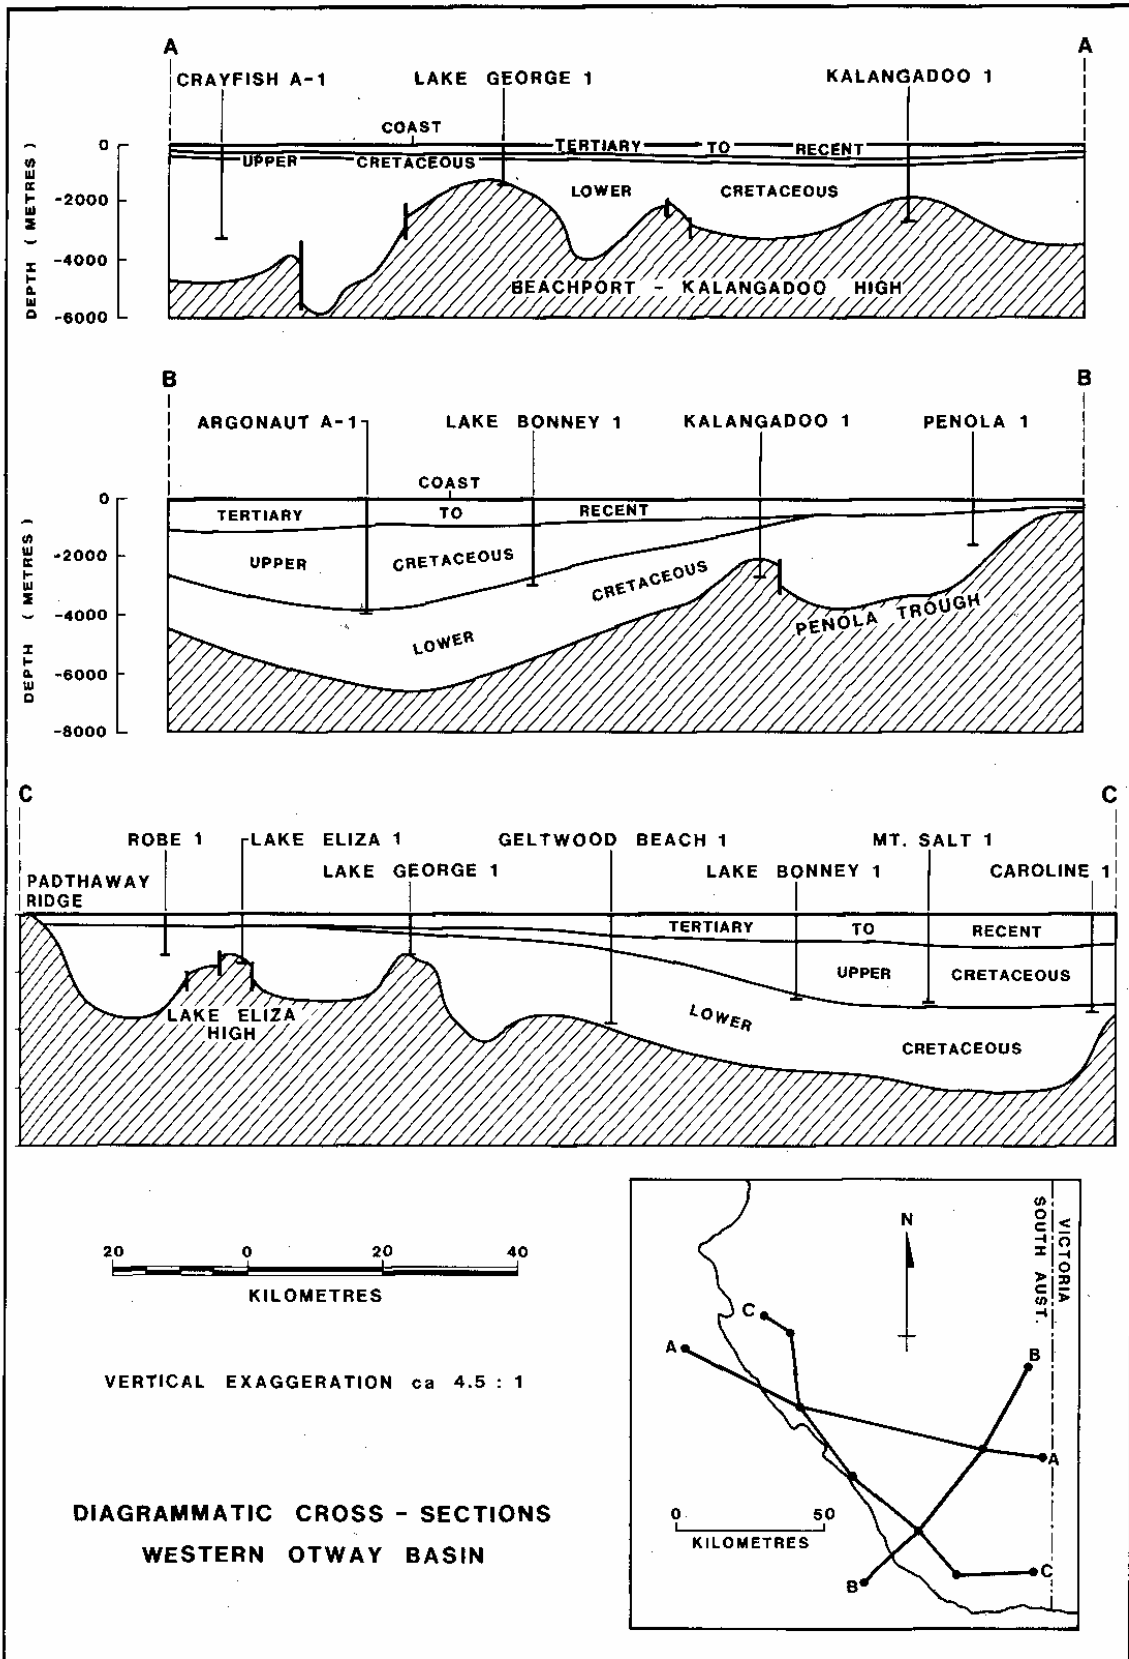 A A
CRAYFISH A-1 LAKE GEORGE 1 KALANGADOO 1
COAST
TERTIARY TO RECENT
UPPER CRETACEOUS
LOWER CRETACEOUS
BEACHPORT - KALANGADOO HIGH
DEPTH ( METRES )
0
-2000
-4000
-6000
B B
ARGONAUT A-1 LAKE BONNEY 1 KALANGADOO 1 PENOLA 1
COAST
TERTIARY TO RECENT
UPPER CRETACEOUS
LOWER CRETACEOUS
PENOLA TROUGH
DEPTH ( METRES )
0
-2000
-4000
-6000
-8000
C C
ROBE 1 LAKE ELIZA 1 GELTWOOD BEACH 1 MT. SALT 1
LAKE GEORGE 1 LAKE BONNEY 1 CAROLINE 1
PADTHAWAY
RIDGE
TERTIARY TO RECENT
UPPER CRETACEOUS
LAKE ELIZA
HIGH
LOWER CRETACEOUS
20 0 20 40
KILOMETRES
VERTICAL EXAGGERATION ca 4.5 : 1
DIAGRAMMATIC CROSS - SECTIONS
WESTERN OTWAY BASIN
N
SOUTH AUST.
VICTORIA
C
A
B
A
0 50
KILOMETRES
B
C